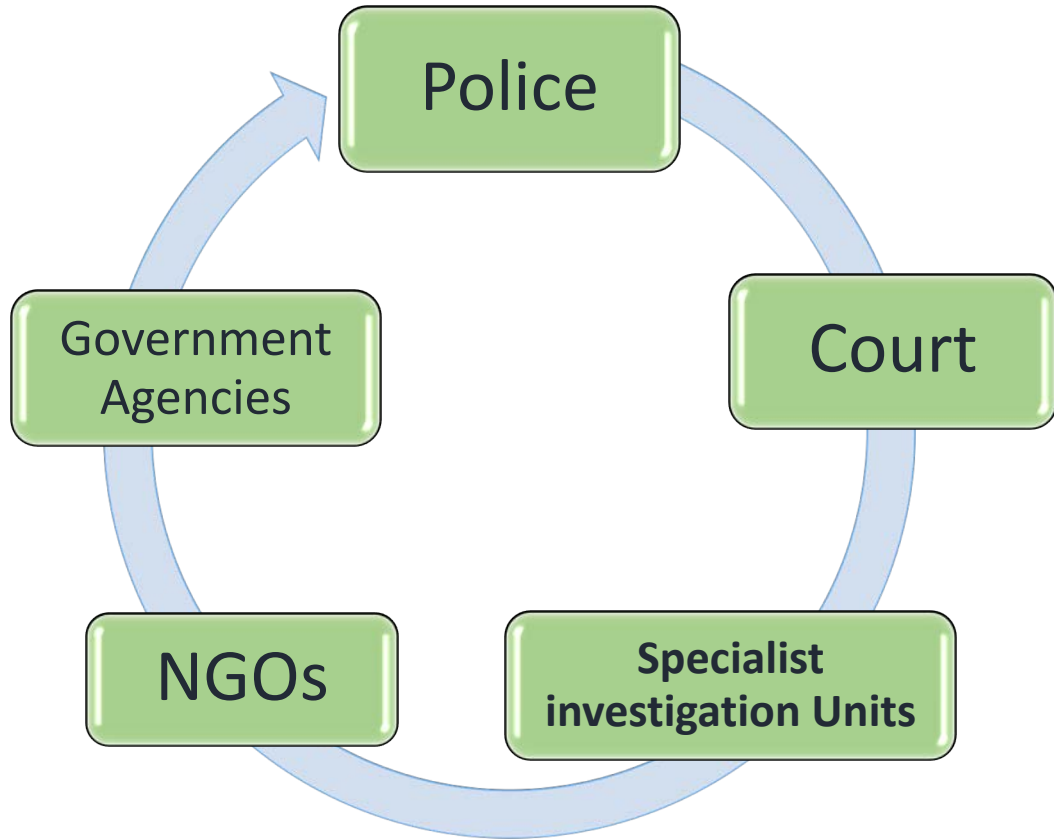 Police
Court
Specialist
investigation Units
NGOs
Government
Agencies